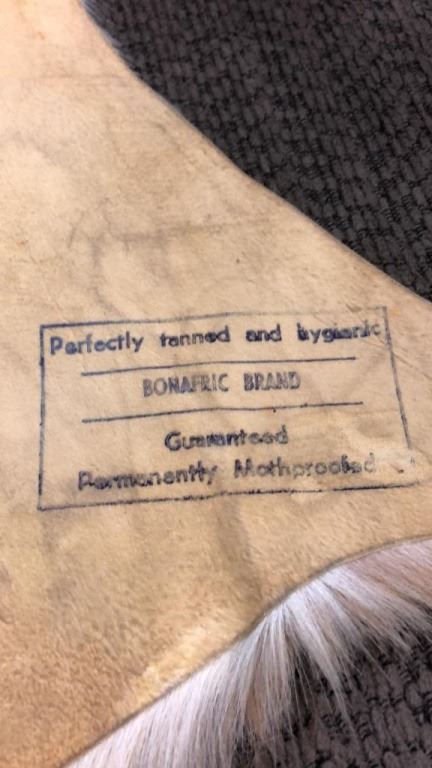 Perfectly tanned and hygienic
BONAFRIC BRAND
Guaranteed
Permanently Mothproofed